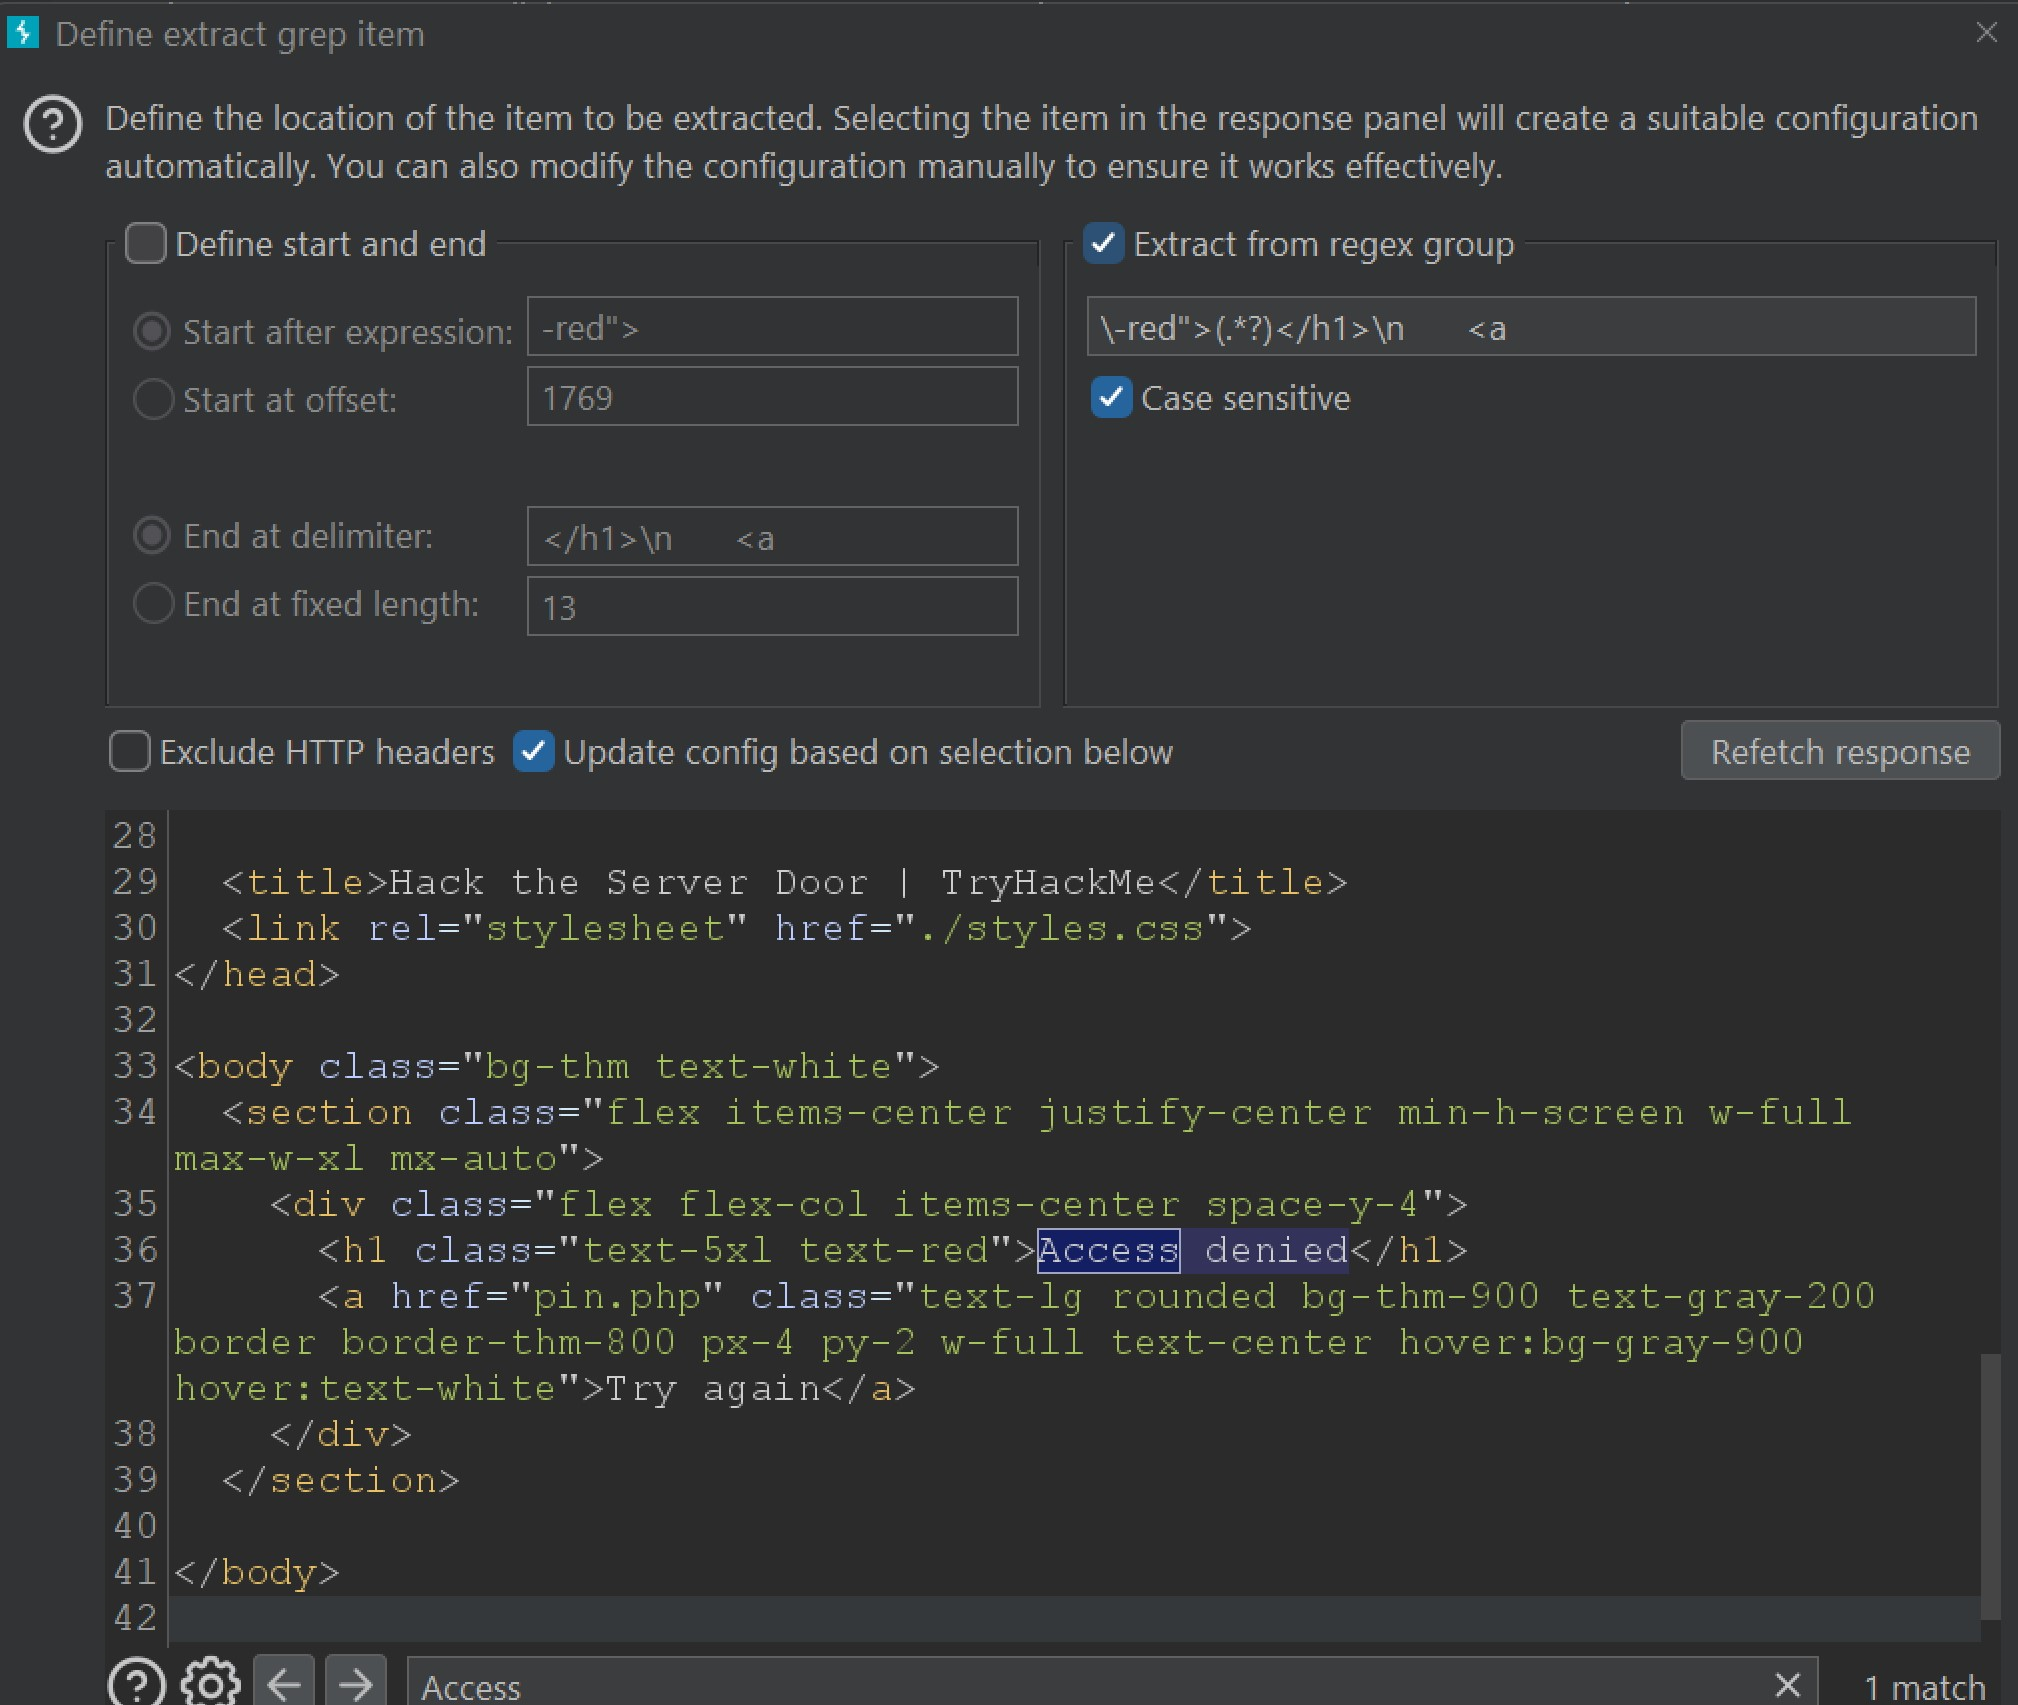 Define extract grep item
Define the location of the item to be extracted. Selecting the item in the response panel will create a suitable configuration
automatically. You can also modify the configuration manually to ensure it works effectively.
Define start and end
Start after expression: -red">
Start at offset: 1769
End at delimiter: </h1>\n      <a
End at fixed length: 13
Extract from regex group
\-red">(.*?)</h1>\n      <a
Case sensitive
Exclude HTTP headers
Update config based on selection below
Refetch response
28
29   <title>Hack the Server Door | TryHackMe</title>
30   <link rel="stylesheet" href="./styles.css">
31 </head>
32
33 <body class="bg-thm text-white">
34   <section class="flex items-center justify-center min-h-screen w-full
max-w-xl mx-auto">
35     <div class="flex flex-col items-center space-y-4">
36       <h1 class="text-5xl text-red">Access denied</h1>
37       <a href="pin.php" class="text-lg rounded bg-thm-900 text-gray-200
border border-thm-800 px-4 py-2 w-full text-center hover:bg-gray-900
hover:text-white">Try again</a>
38     </div>
39   </section>
40
41 </body>
42
Access
1 match